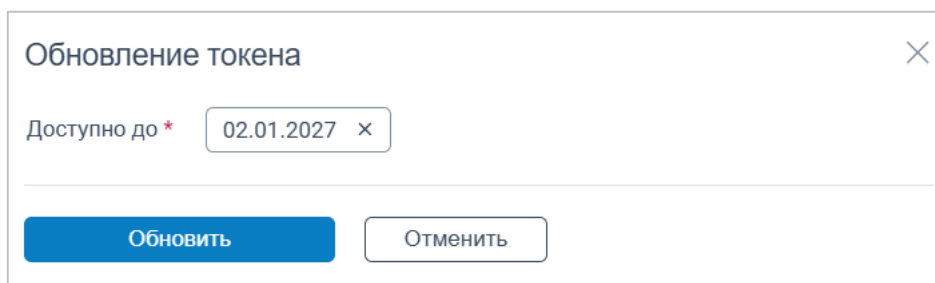 Обновление токена
Доступно до * 02.01.2027
Обновить Отменить